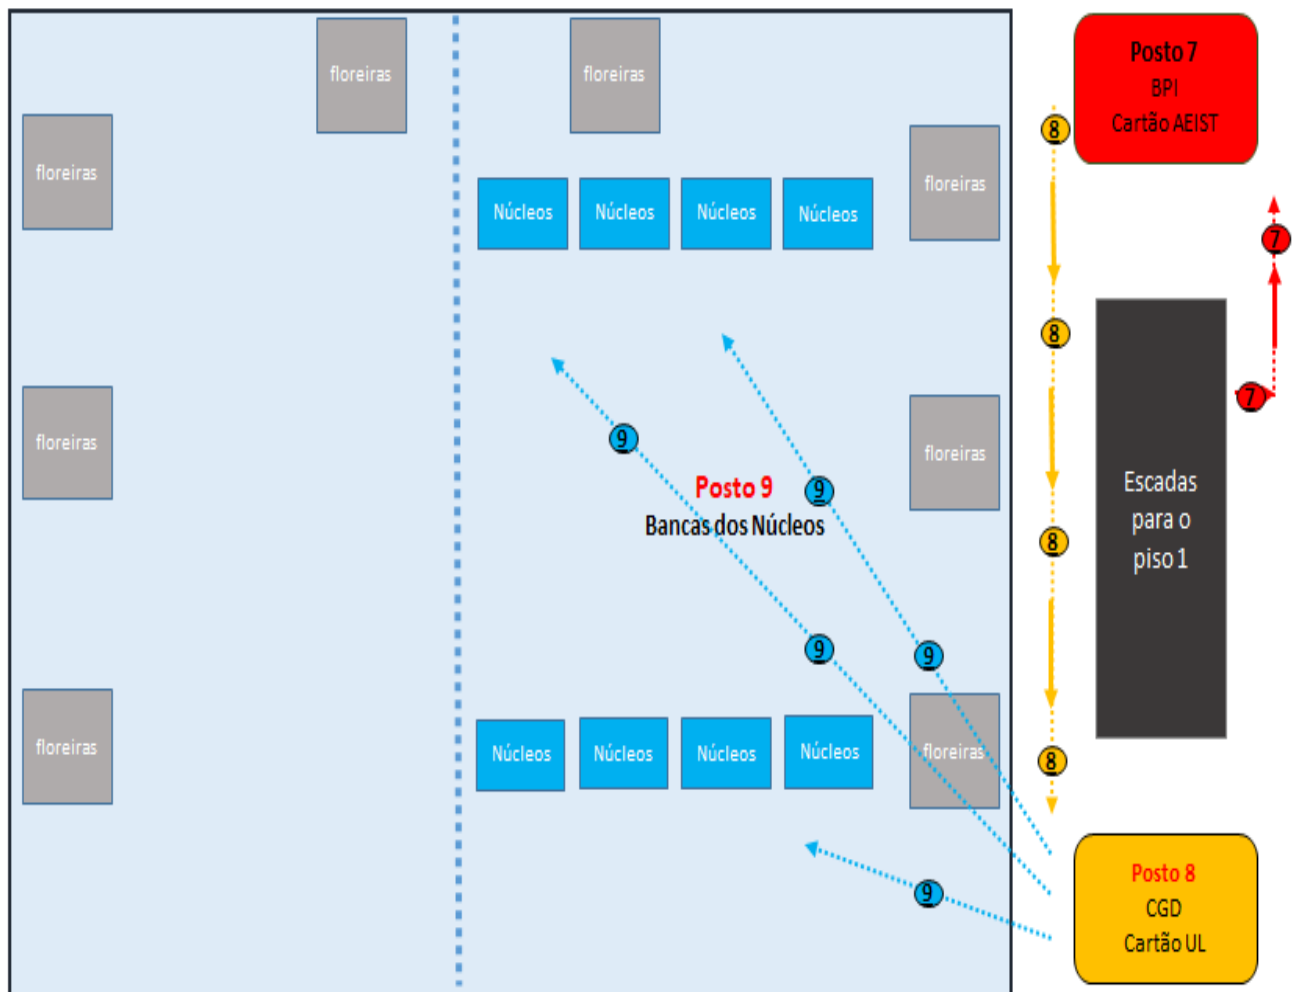 floreiras
floreiras
Posto 7
BPI
Cartão AEIST
8
floreiras
floreiras
Núcleos
Núcleos
Núcleos
Núcleos
7
8
floreiras
floreiras
7
9
9
Posto 9
Bancas dos Núcleos
Escadas
para o
piso 1
8
9
9
floreiras
Núcleos
Núcleos
Núcleos
Núcleos
floreiras
8
9
Posto 8
CGD
Cartão UL